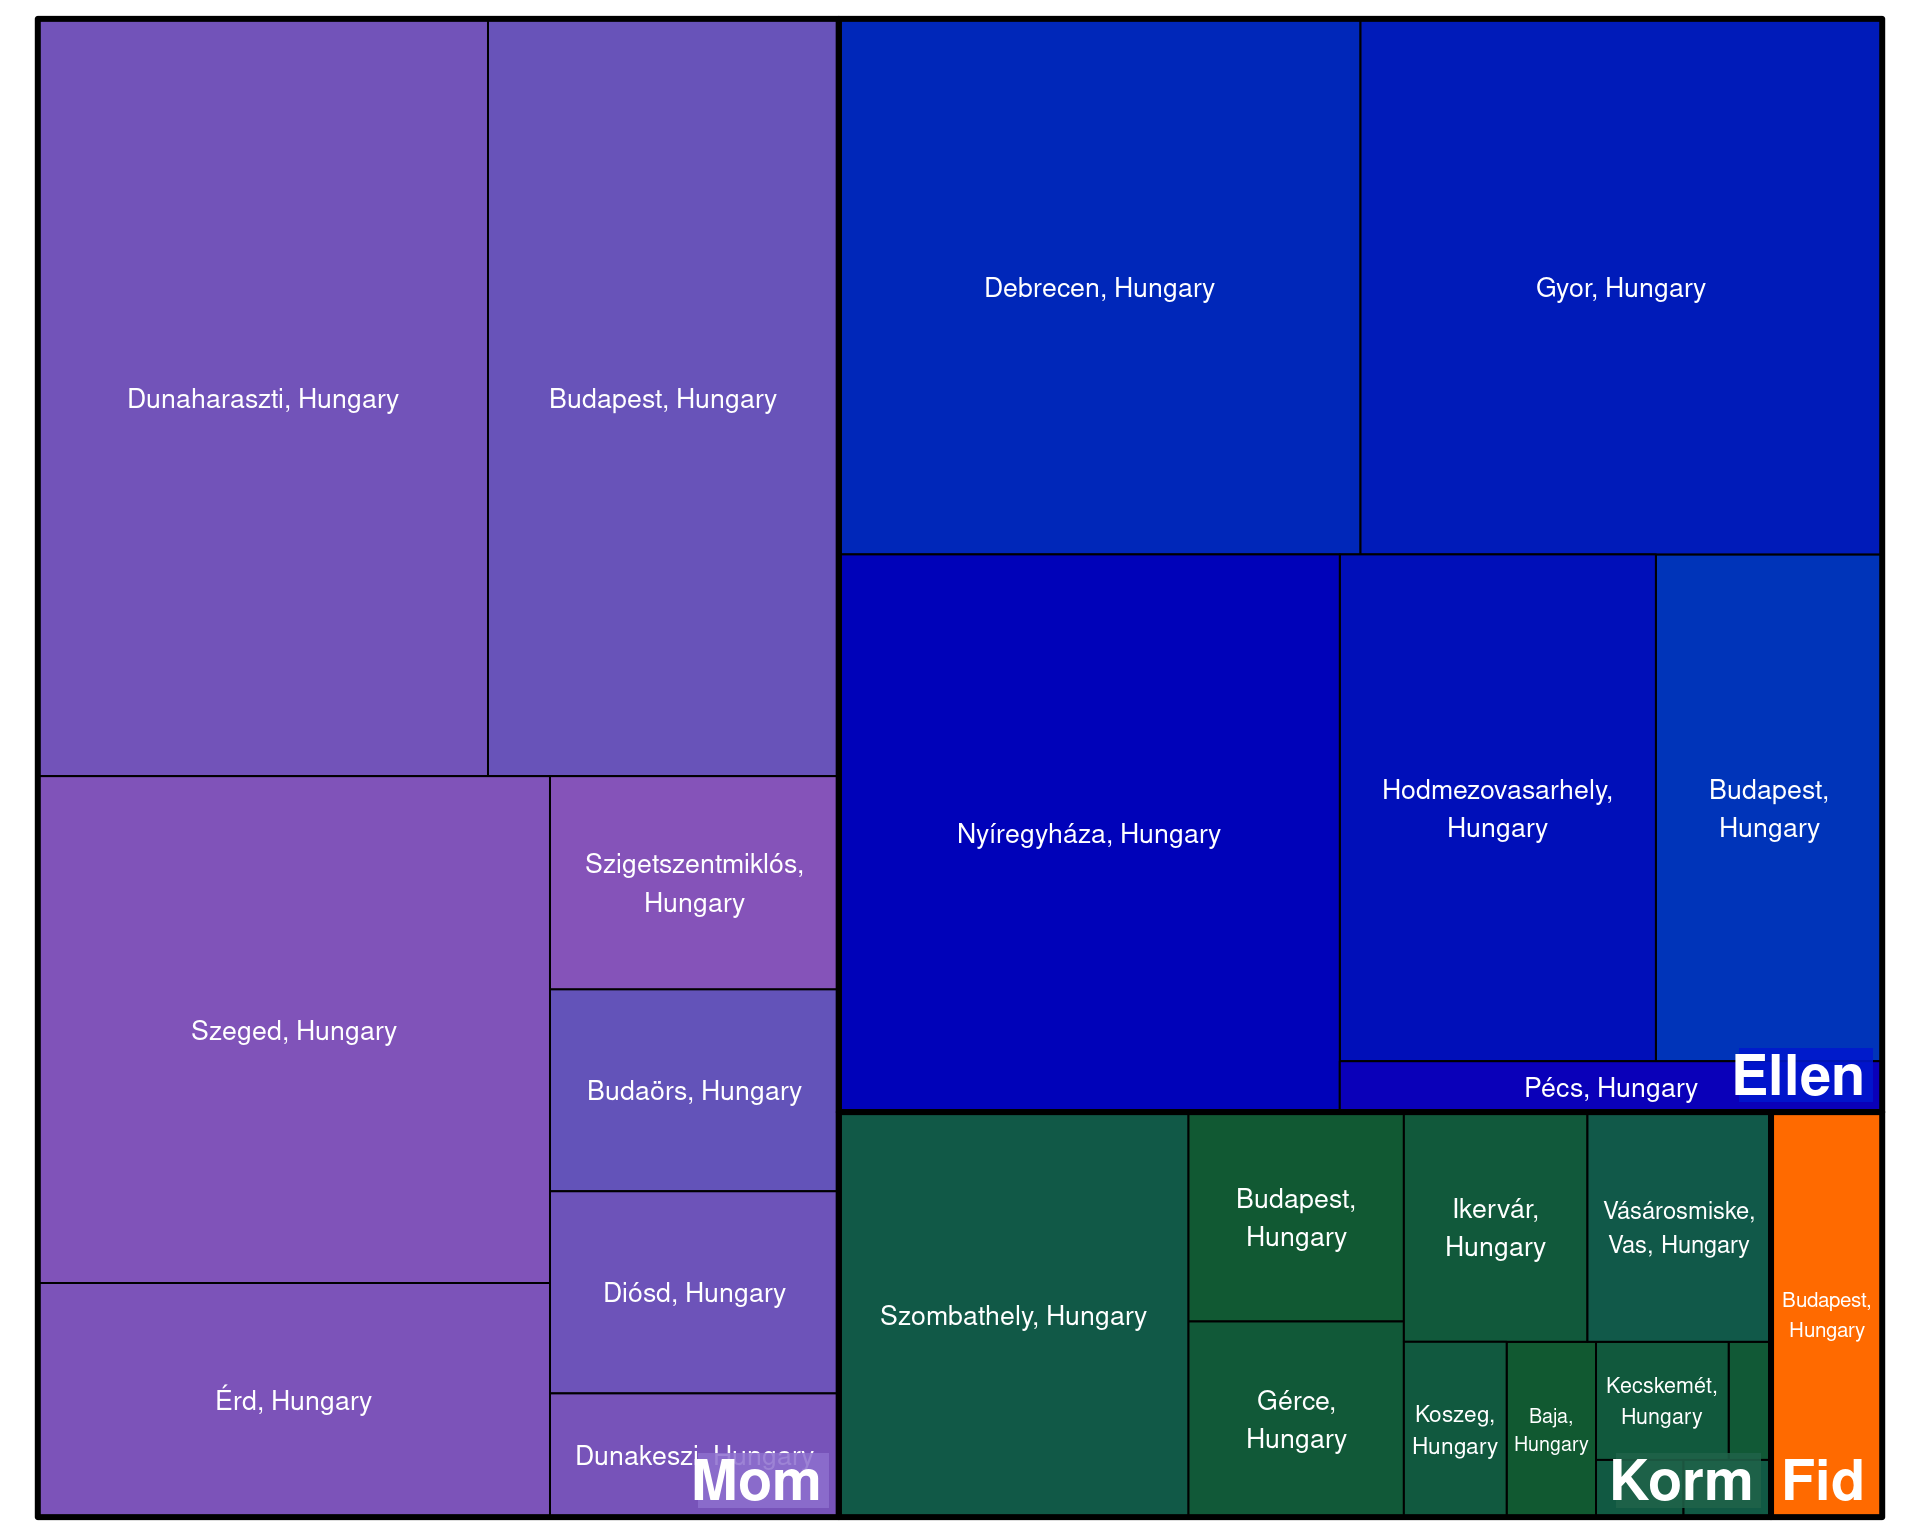 Dunaharaszti, Hungary
Budapest, Hungary
Szeged, Hungary
Szigetszentmiklós,
Hungary
Budaörs, Hungary
Diósd, Hungary
Érd, Hungary
Dunakeszi, Hungary
Mom
Debrecen, Hungary
Gyor, Hungary
Nyíregyháza, Hungary
Hodmezovasarhely,
Hungary
Budapest,
Hungary
Pécs, Hungary
Ellen
Szombathely, Hungary
Budapest,
Hungary
Gérce,
Hungary
Ikervár,
Hungary
Vásárosmiske,
Vas, Hungary
Koszeg,
Hungary
Baja,
Hungary
Kecskemét,
Hungary
Korm
Budapest,
Hungary
Fid